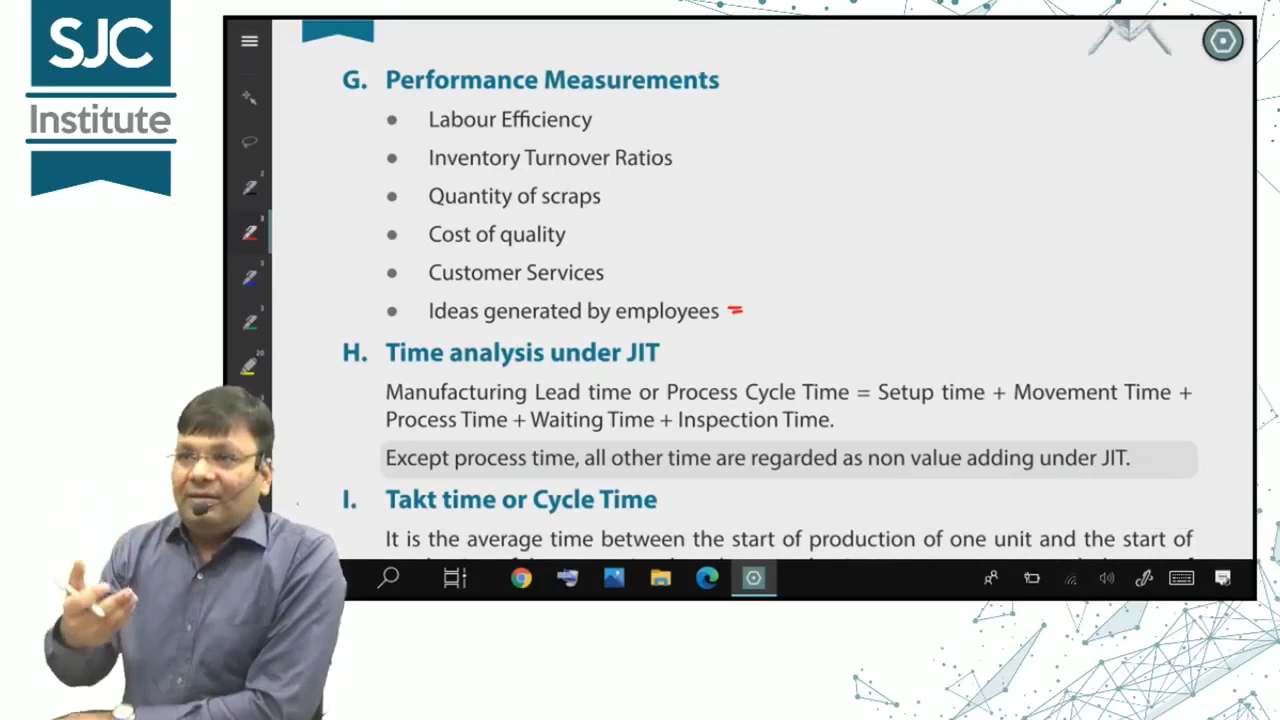 SJC
Institute
G. Performance Measurements
● Labour Efficiency
● Inventory Turnover Ratios
● Quantity of scraps
● Cost of quality
● Customer Services
● Ideas generated by employees
H. Time analysis under JIT
Manufacturing Lead time or Process Cycle Time = Setup time + Movement Time +
Process Time + Waiting Time + Inspection Time.
Except process time, all other time are regarded as non value adding under JIT.
I. Takt time or Cycle Time
It is the average time between the start of production of one unit and the start of